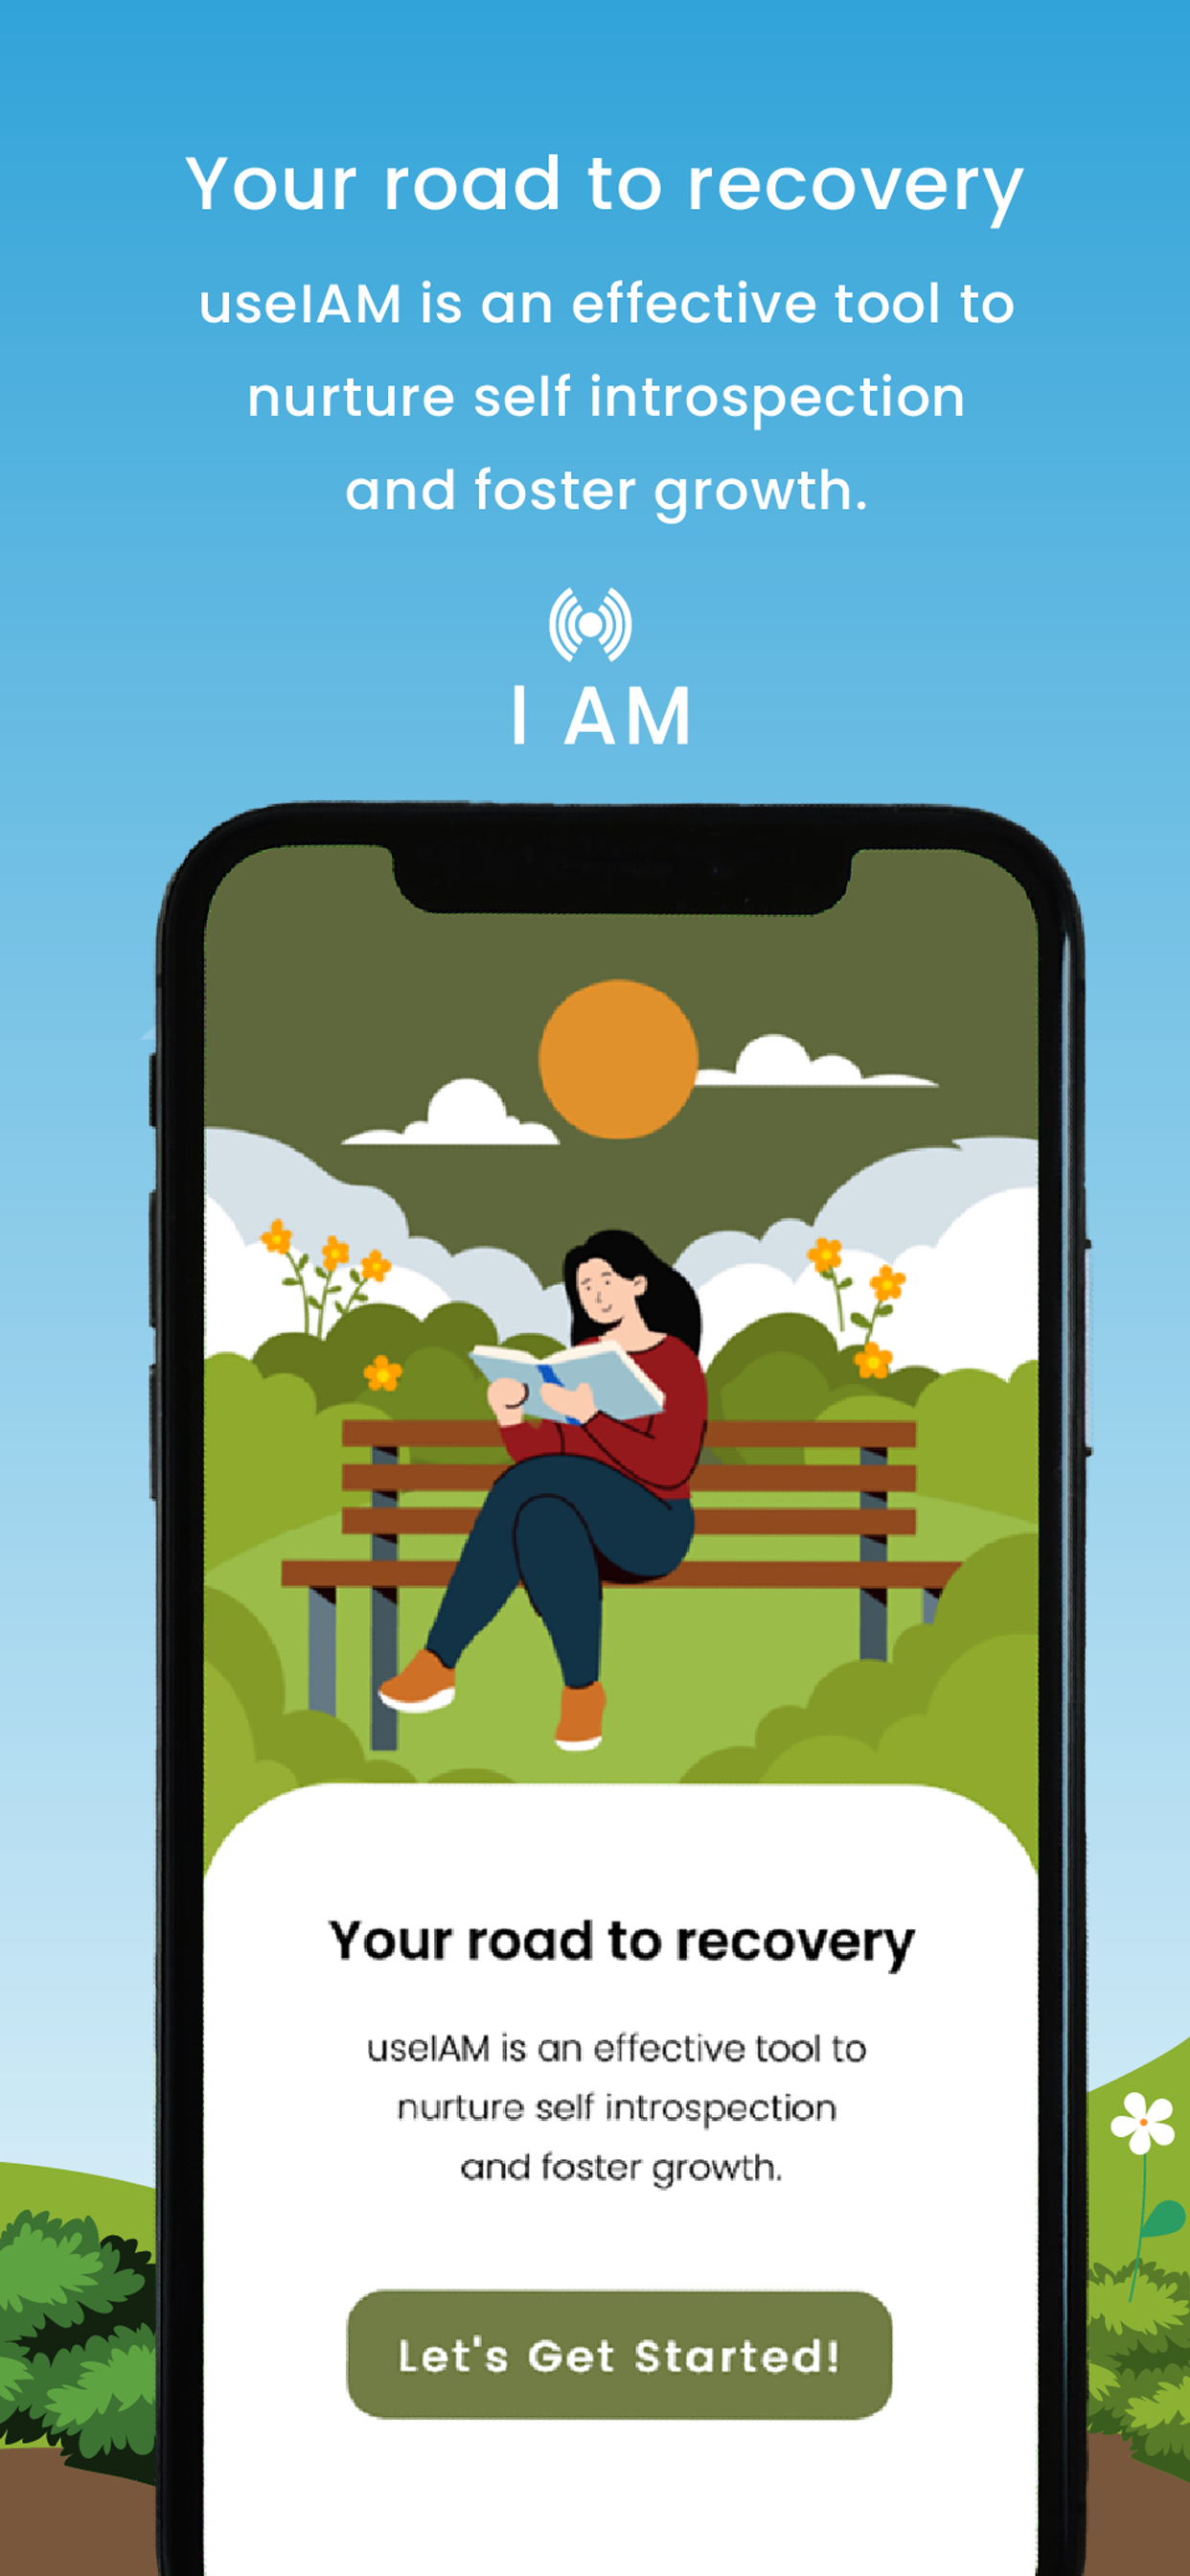 Your road to recovery
useIAM is an effective tool to
nurture self introspection
and foster growth.
I AM
Your road to recovery
useIAM is an effective tool to
nurture self introspection
and foster growth.
Let's Get Started!